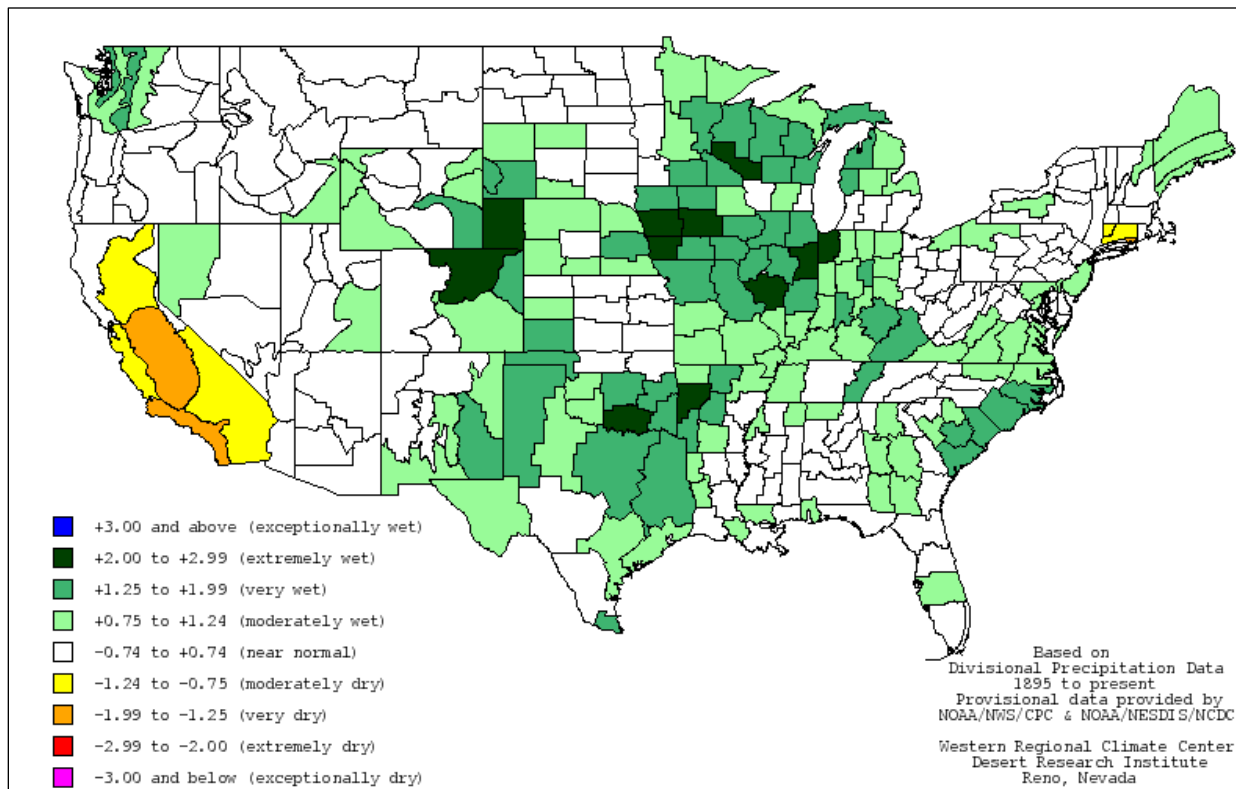 +3.00 and above (exceptionally wet)
+2.00 to +2.99 (extremely wet)
+1.25 to +1.99 (very wet)
+0.75 to +1.24 (moderately wet)
-0.74 to +0.74 (near normal)
-1.24 to -0.75 (moderately dry)
-1.99 to -1.25 (very dry)
-2.99 to -2.00 (extremely dry)
-3.00 and below (exceptionally dry)
Based on
Divisional Precipitation Data
1895 to present
Provisional data provided by
NOAA/NWS/CPC & NOAA/NESDIS/NCDC
Western Regional Climate Center
Desert Research Institute
Reno, Nevada